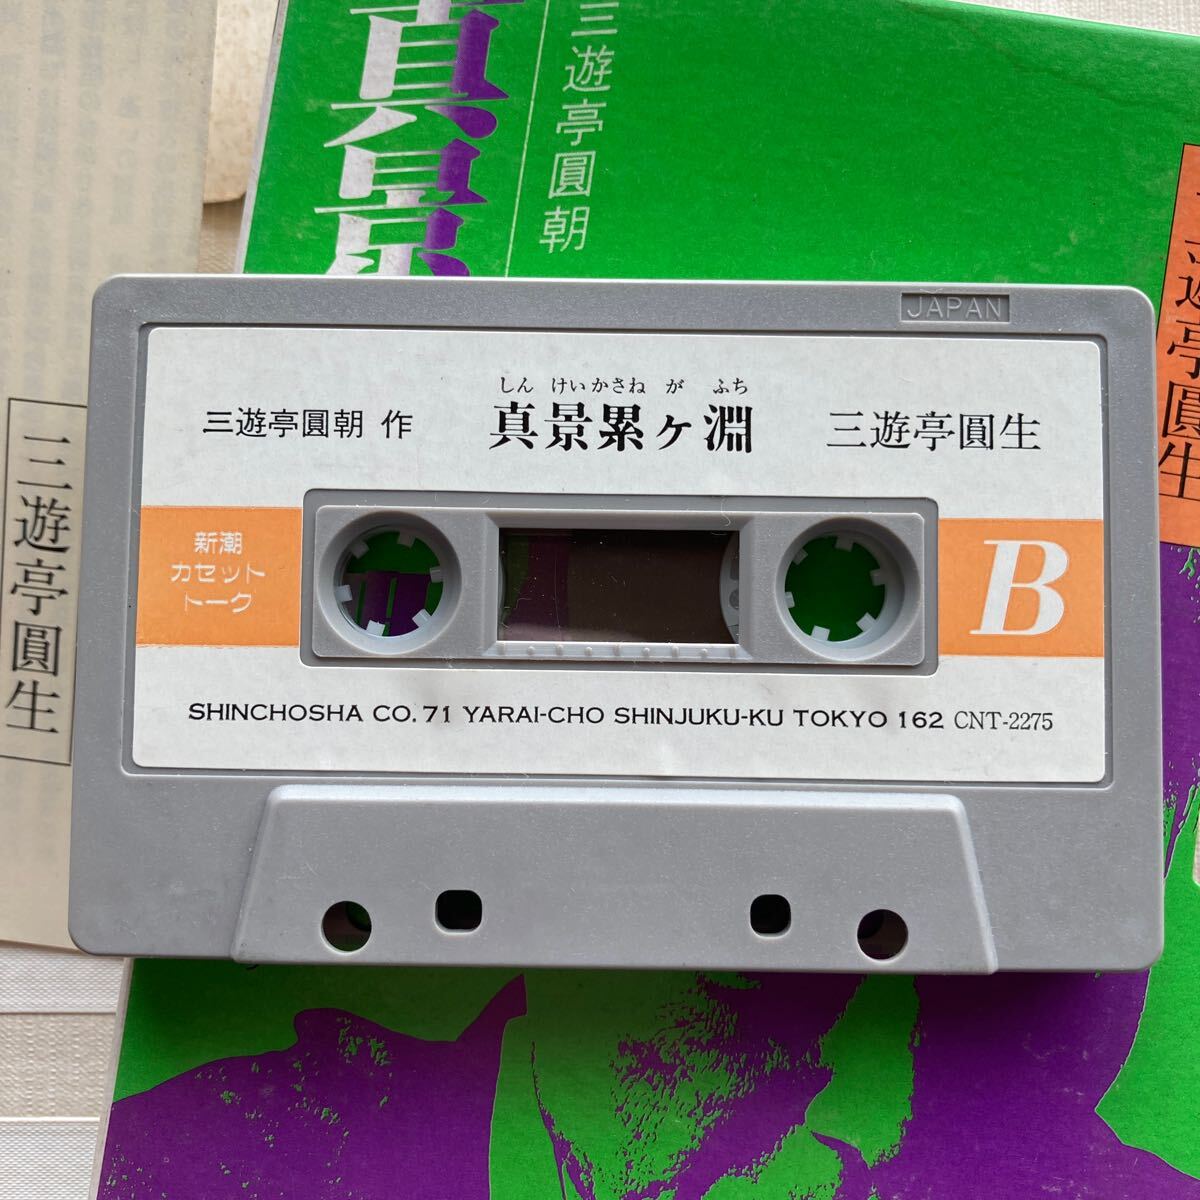 真景
三遊亭圓朝
三遊亭圓生
三遊亭圓生
JAPAN
しんけいかさねがふち
三遊亭圓朝 作 真景累ヶ淵 三遊亭圓生
新潮
カセット
トーク
B
SHINCHOSHA CO. 71 YARAI-CHO SHINJUKU-KU TOKYO 162 CNT-2275